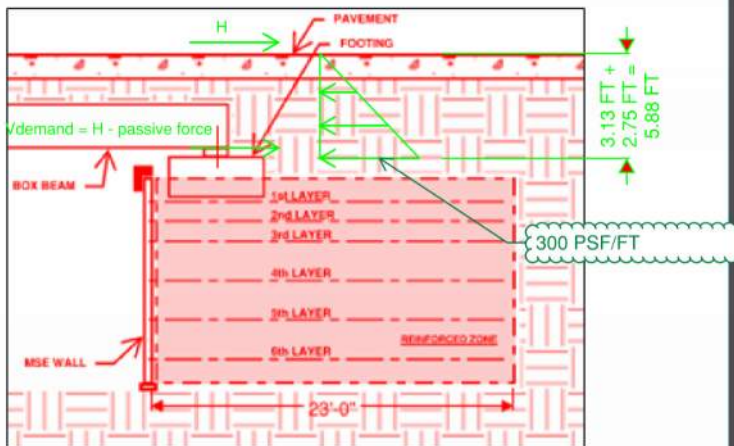 H
PAVEMENT
FOOTING
3.13 FT +
2.75 FT =
5.88 FT
Vdemand = H - passive force
BOX BEAM
1st LAYER
2nd LAYER
3rd LAYER
300 PSF/FT
4th LAYER
5th LAYER
REINFORCED ZONE
6th LAYER
MSE WALL
23'-0"